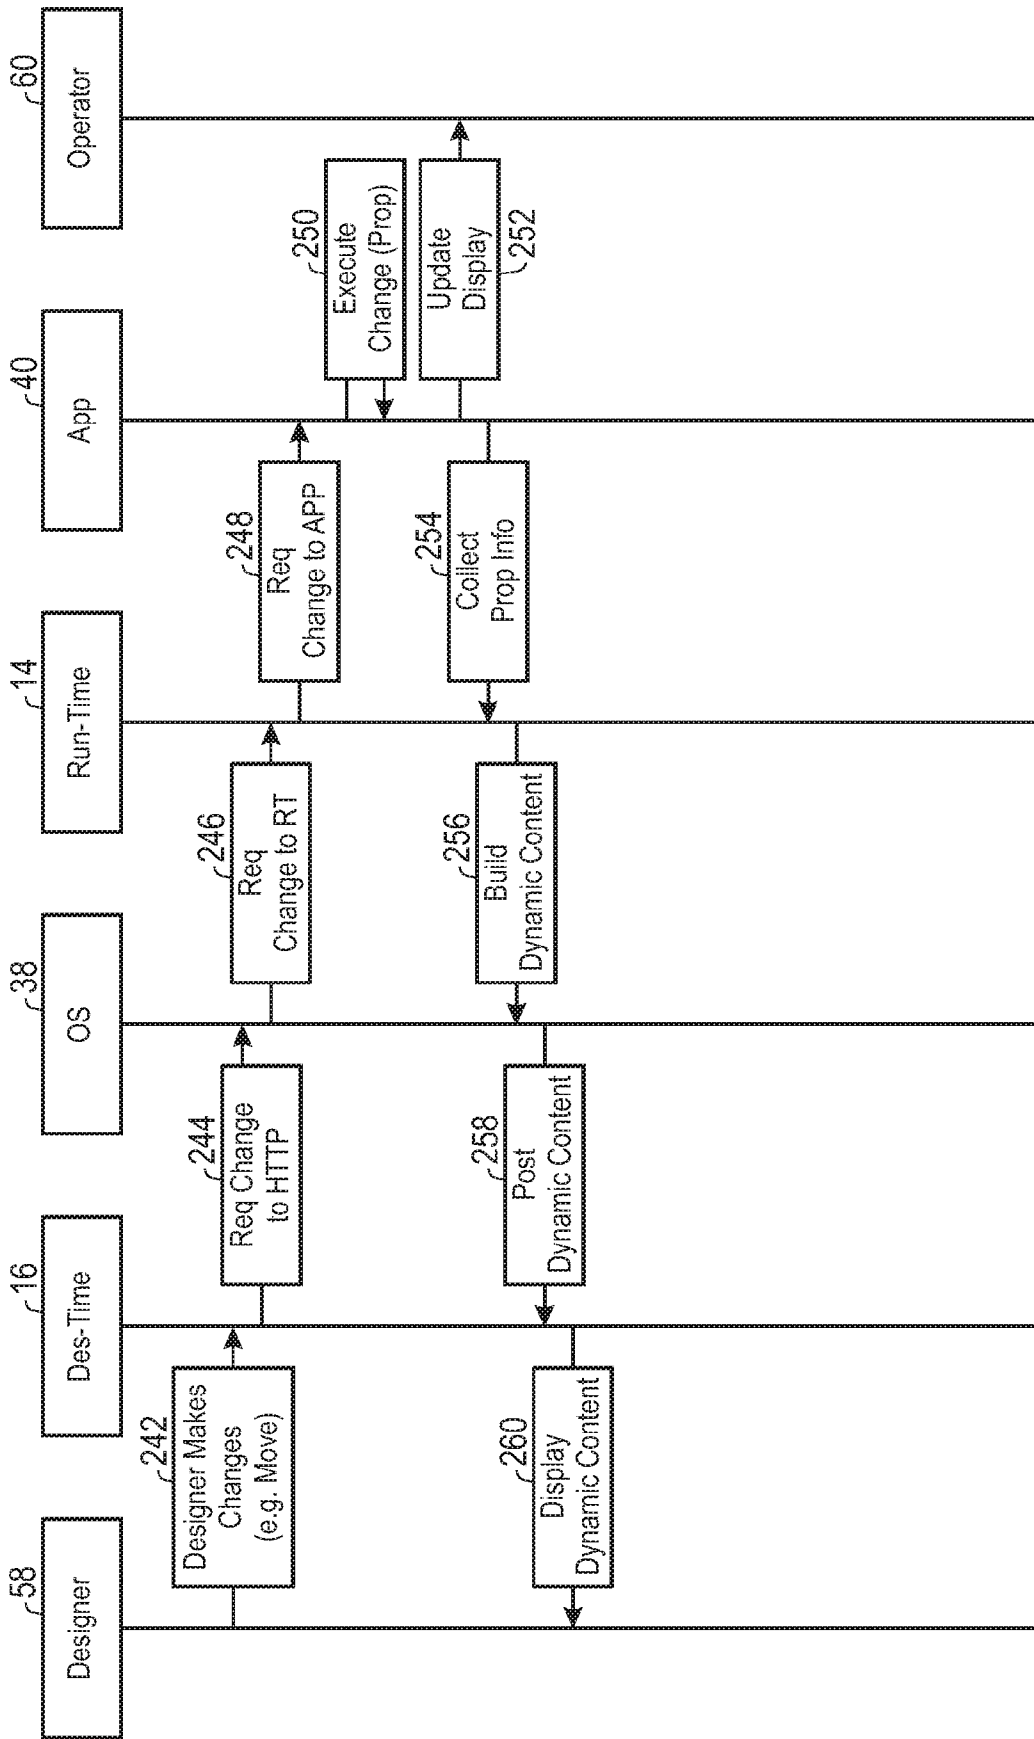 58
Designer
16
Des-Time
38
OS
14
Run-Time
40
App
60
Operator
242
Designer Makes
Changes
(e.g. Move)
244
Req Change
to HTTP
246
Req
Change to RT
248
Req
Change to APP
250
Execute
Change (Prop)
Update
Display
252
254
Collect
Prop Info
256
Build
Dynamic Content
258
Post
Dynamic Content
260
Display
Dynamic Content